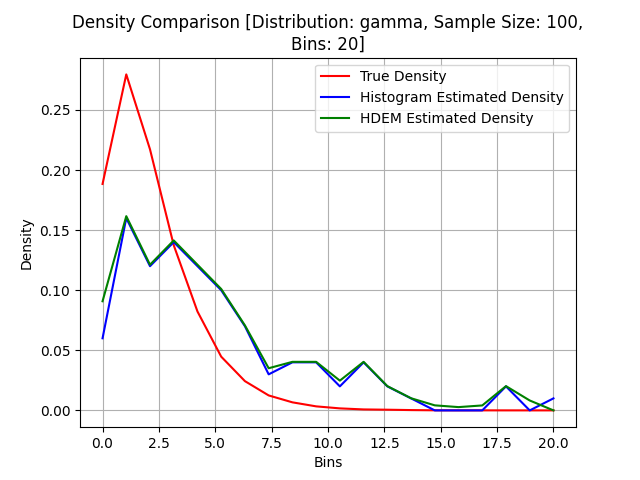 Density Comparison [Distribution: gamma, Sample Size: 100,
Bins: 20]
True Density
Histogram Estimated Density
HDEM Estimated Density
Density
0.25
0.20
0.15
0.10
0.05
0.00
0.0 2.5 5.0 7.5 10.0 12.5 15.0 17.5 20.0
Bins